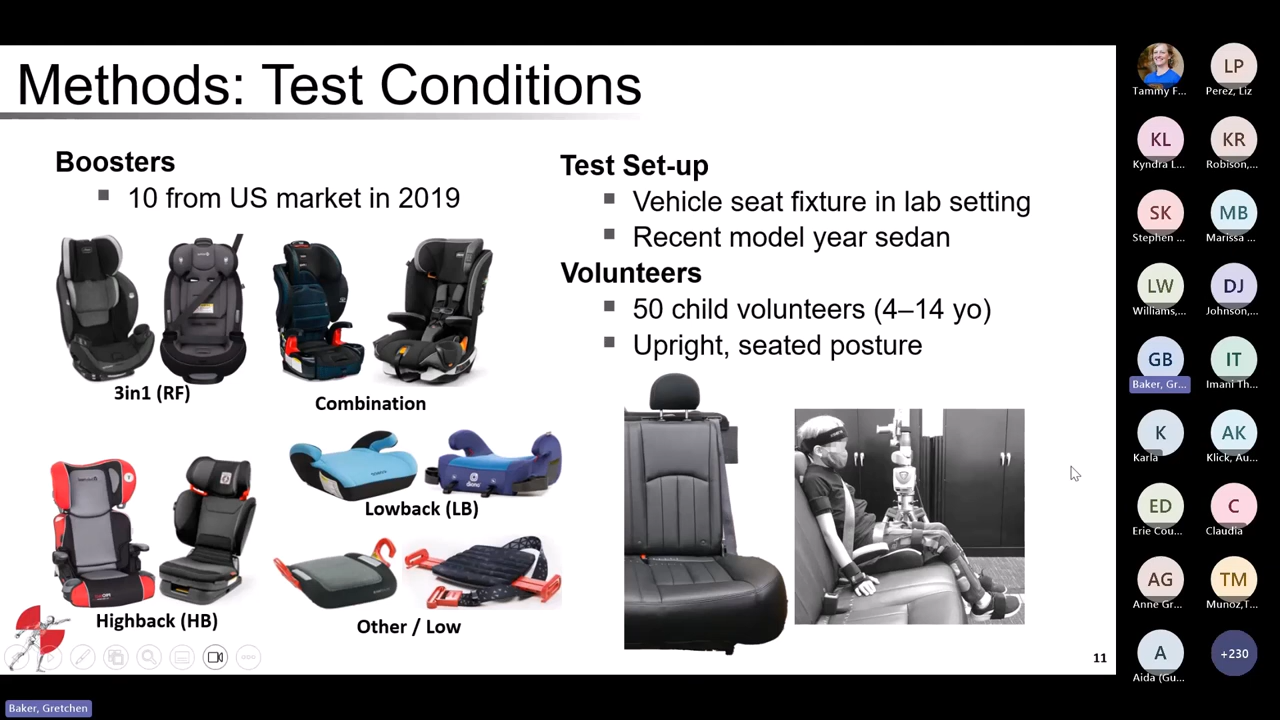 Methods: Test Conditions
Boosters
10 from US market in 2019
3in1 (RF)
Combination
Highback (HB)
Lowback (LB)
Other / Low
Test Set-up
Vehicle seat fixture in lab setting
Recent model year sedan
Volunteers
50 child volunteers (4–14 yo)
Upright, seated posture
diono
11
Tammy F...
LP
Perez, Liz
KL
Kyndra L...
KR
Robison,...
SK
Stephen ...
MB
Marissa ...
LW
Williams,...
DJ
Johnson,...
GB
Baker, Gr...
IT
Imani Th...
K
Karla
AK
Klick, Au...
ED
Erie Cou...
C
Claudia
AG
Anne Gr...
TM
Munoz,T...
A
Aida (Gu...
+230
Baker, Gretchen